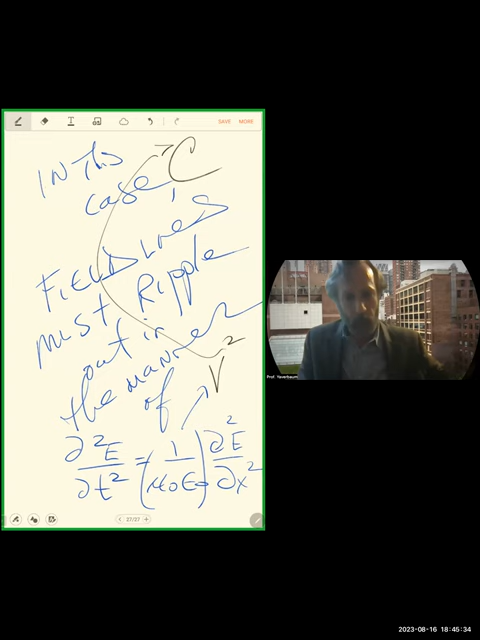 SAVE MORE
IN this
case,
C
FIELD Lines
must Ripple
out in
the manner
of
V²
∂²E/∂t² = (1/μ₀ε₀) ∂²E/∂x²
27/27
Prof. Yaverbaum
2023-08-16 18:45:34